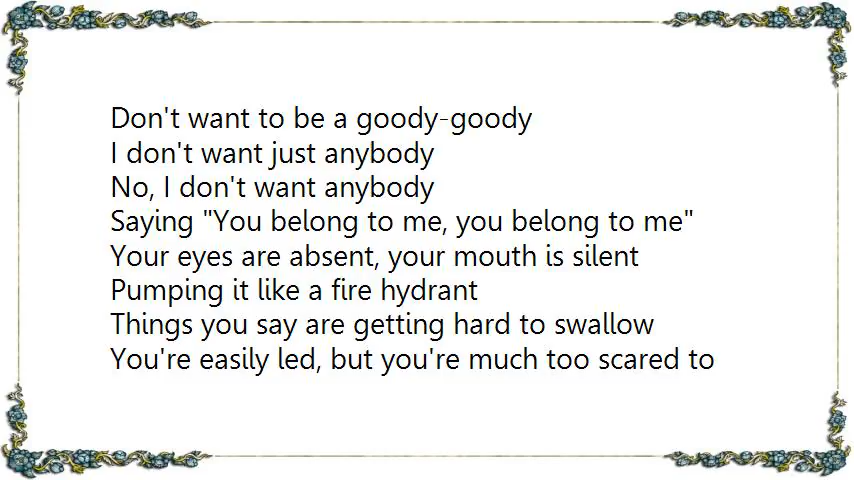 Don't want to be a goody-goody
I don't want just anybody
No, I don't want anybody
Saying "You belong to me, you belong to me"
Your eyes are absent, your mouth is silent
Pumping it like a fire hydrant
Things you say are getting hard to swallow
You're easily led, but you're much too scared to